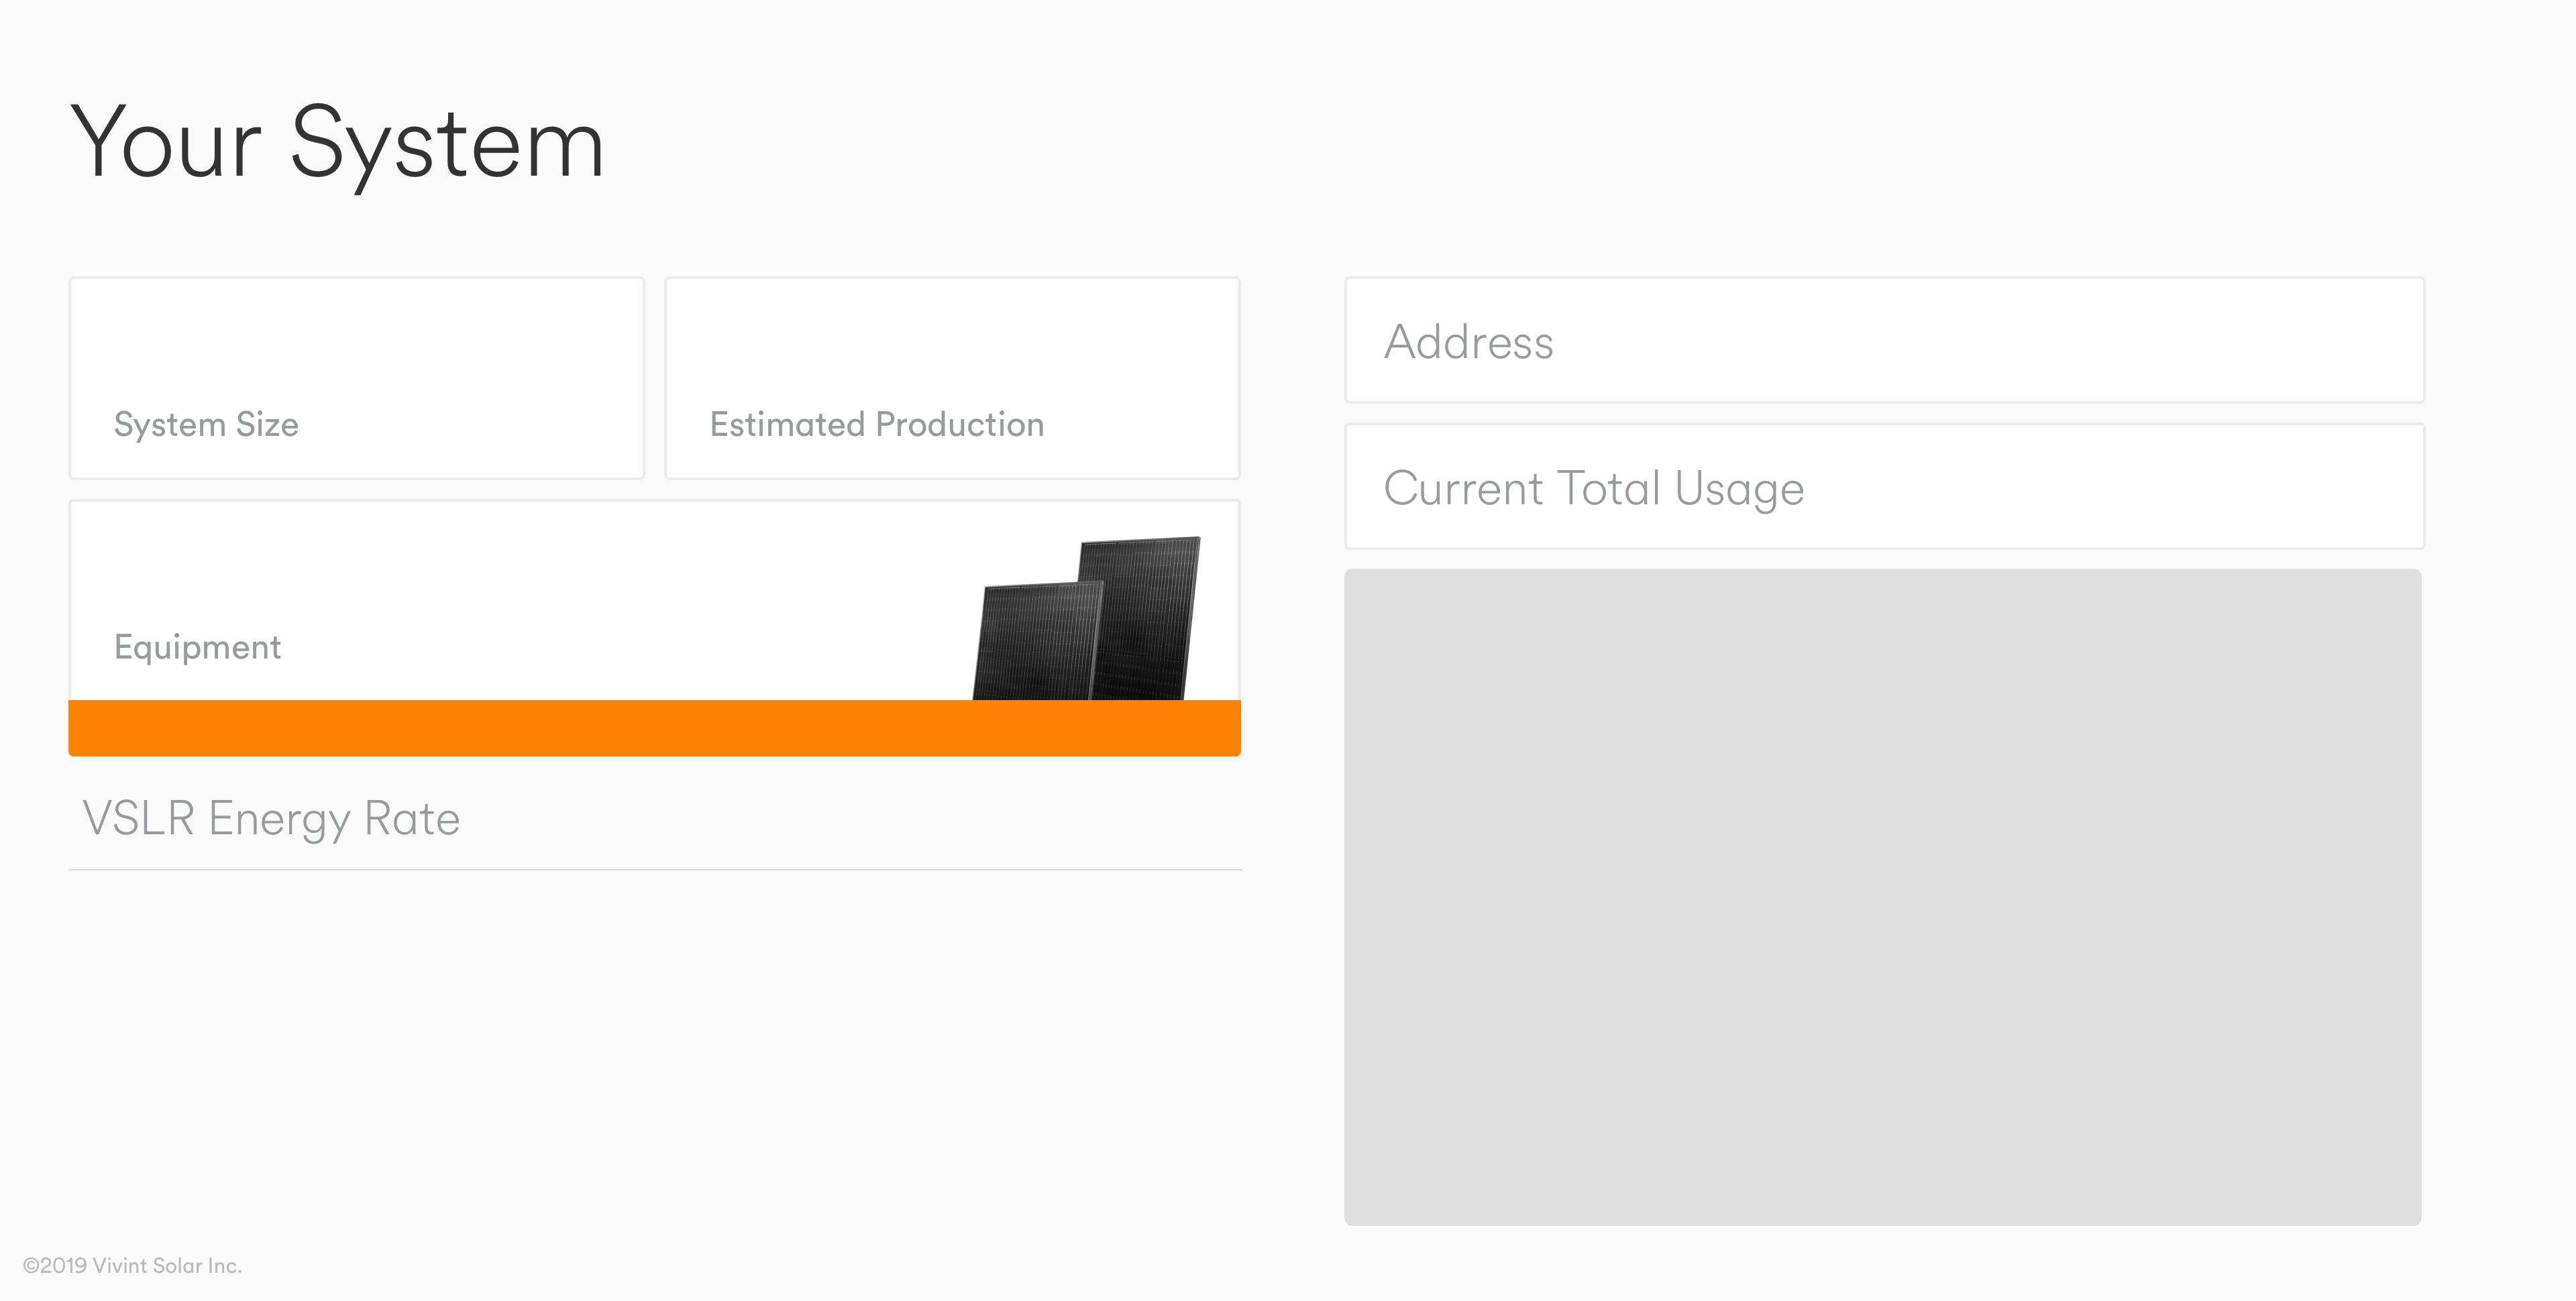 Your System
System Size
Estimated Production
Equipment
VSLR Energy Rate
Address
Current Total Usage
©2019 Vivint Solar Inc.